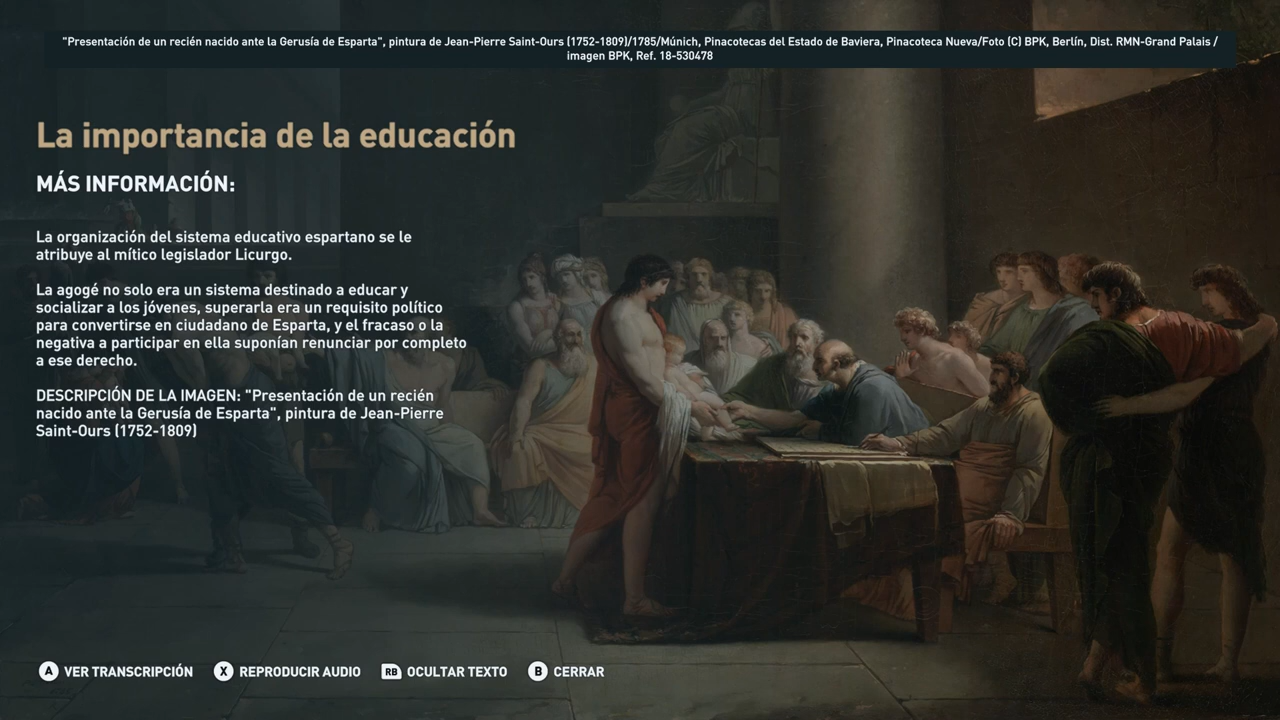 "Presentación de un recién nacido ante la Gerusía de Esparta", pintura de Jean-Pierre Saint-Ours (1752-1809)/1785/Múnich, Pinacotecas del Estado de Baviera, Pinacoteca Nueva/Foto (C) BPK, Berlín, Dist. RMN-Grand Palais /
imagen BPK, Ref. 18-530478
La importancia de la educación
MÁS INFORMACIÓN:
La organización del sistema educativo espartano se le
atribuye al mítico legislador Licurgo.
La agogé no solo era un sistema destinado a educar y
socializar a los jóvenes, superarla era un requisito político
para convertirse en ciudadano de Esparta, y el fracaso o la
negativa a participar en ella suponían renunciar por completo
a ese derecho.
DESCRIPCIÓN DE LA IMAGEN: "Presentación de un recién
nacido ante la Gerusía de Esparta", pintura de Jean-Pierre
Saint-Ours (1752-1809)
A VER TRANSCRIPCIÓN X REPRODUCIR AUDIO RB OCULTAR TEXTO B CERRAR